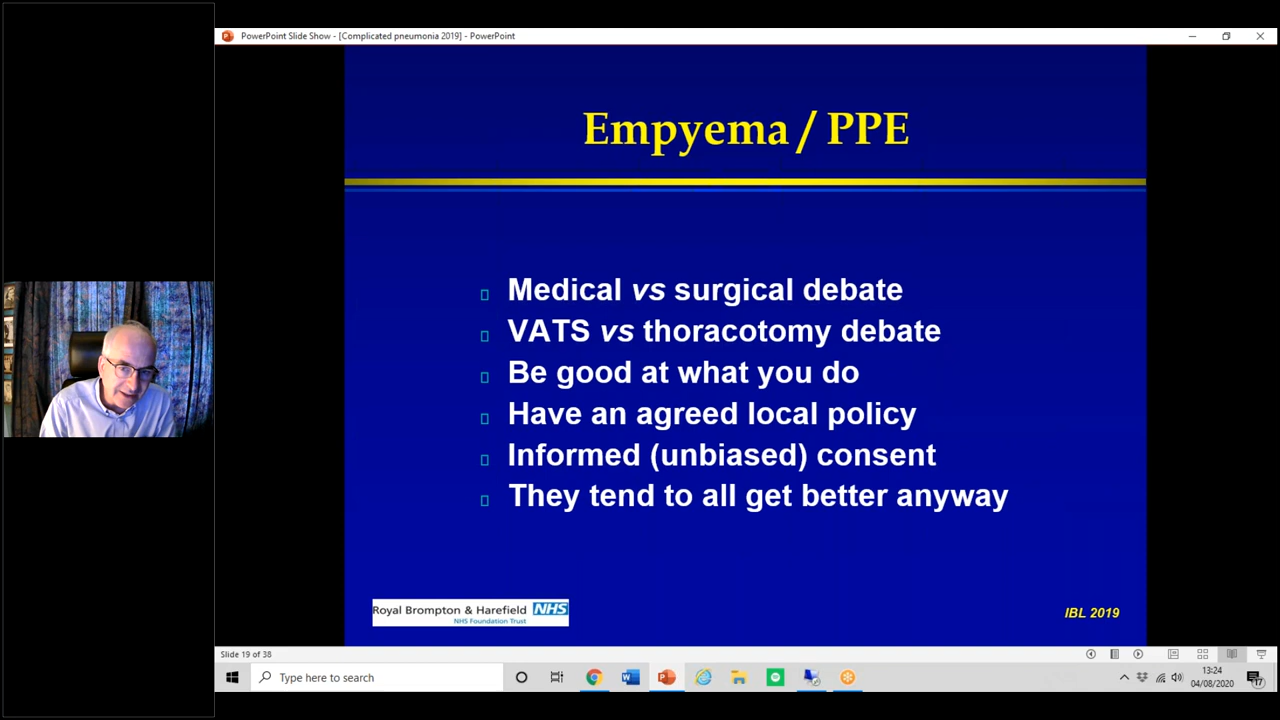 PowerPoint Slide Show - [Complicated pneumonia 2019] - PowerPoint
Empyema / PPE
Medical vs surgical debate
VATS vs thoracotomy debate
Be good at what you do
Have an agreed local policy
Informed (unbiased) consent
They tend to all get better anyway
Royal Brompton & Harefield NHS
NHS Foundation Trust
IBL 2019
Slide 19 of 38
Type here to search
13:24
04/08/2020
17